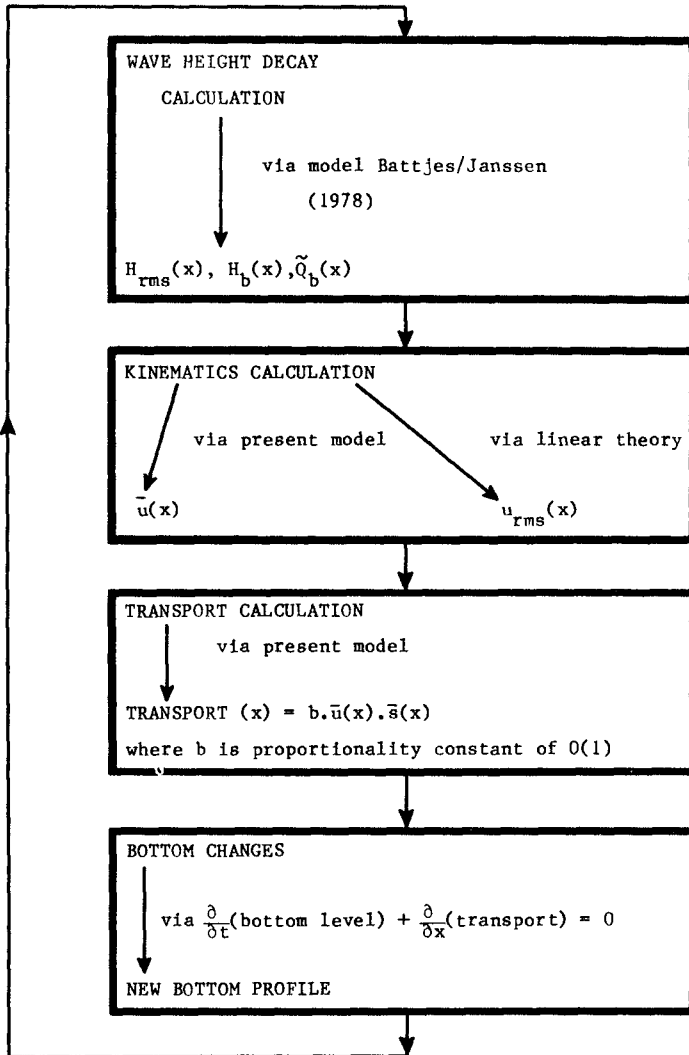 WAVE HEIGHT DECAY
CALCULATION
via model Battjes/Janssen
(1978)
H_rms(x), H_b(x), Q̃_b(x)
KINEMATICS CALCULATION
via present model via linear theory
ū(x) u_rms(x)
TRANSPORT CALCULATION
via present model
TRANSPORT (x) = b.ū(x).s̄(x)
where b is proportionality constant of O(1)
BOTTOM CHANGES
via ∂/∂t(bottom level) + ∂/∂x(transport) = 0
NEW BOTTOM PROFILE